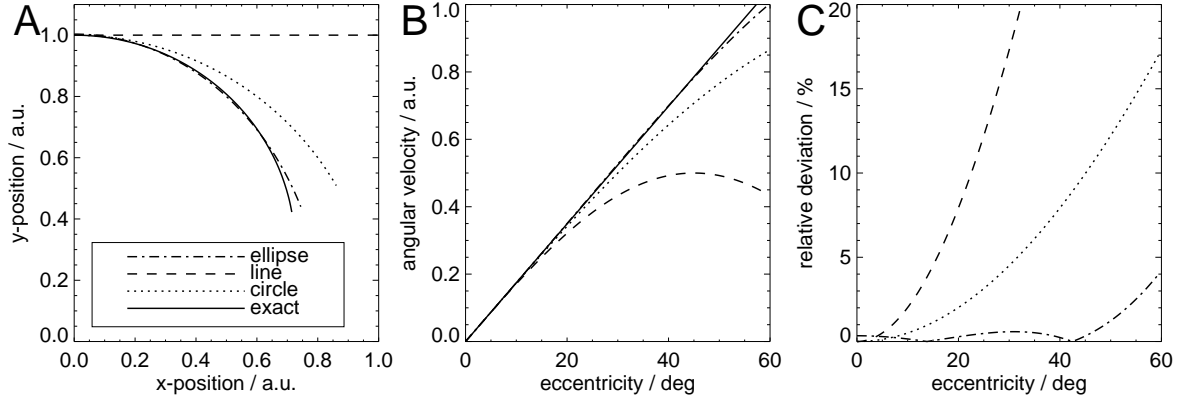 A
1.0
0.8
0.6
0.4
0.2
0.0
y-position / a.u.
0.0 0.2 0.4 0.6 0.8 1.0
x-position / a.u.
ellipse
line
circle
exact
B
1.0
0.8
0.6
0.4
0.2
0.0
angular velocity / a.u.
0 20 40 60
eccentricity / deg
C
20
15
10
5
0
relative deviation / %
0 20 40 60
eccentricity / deg